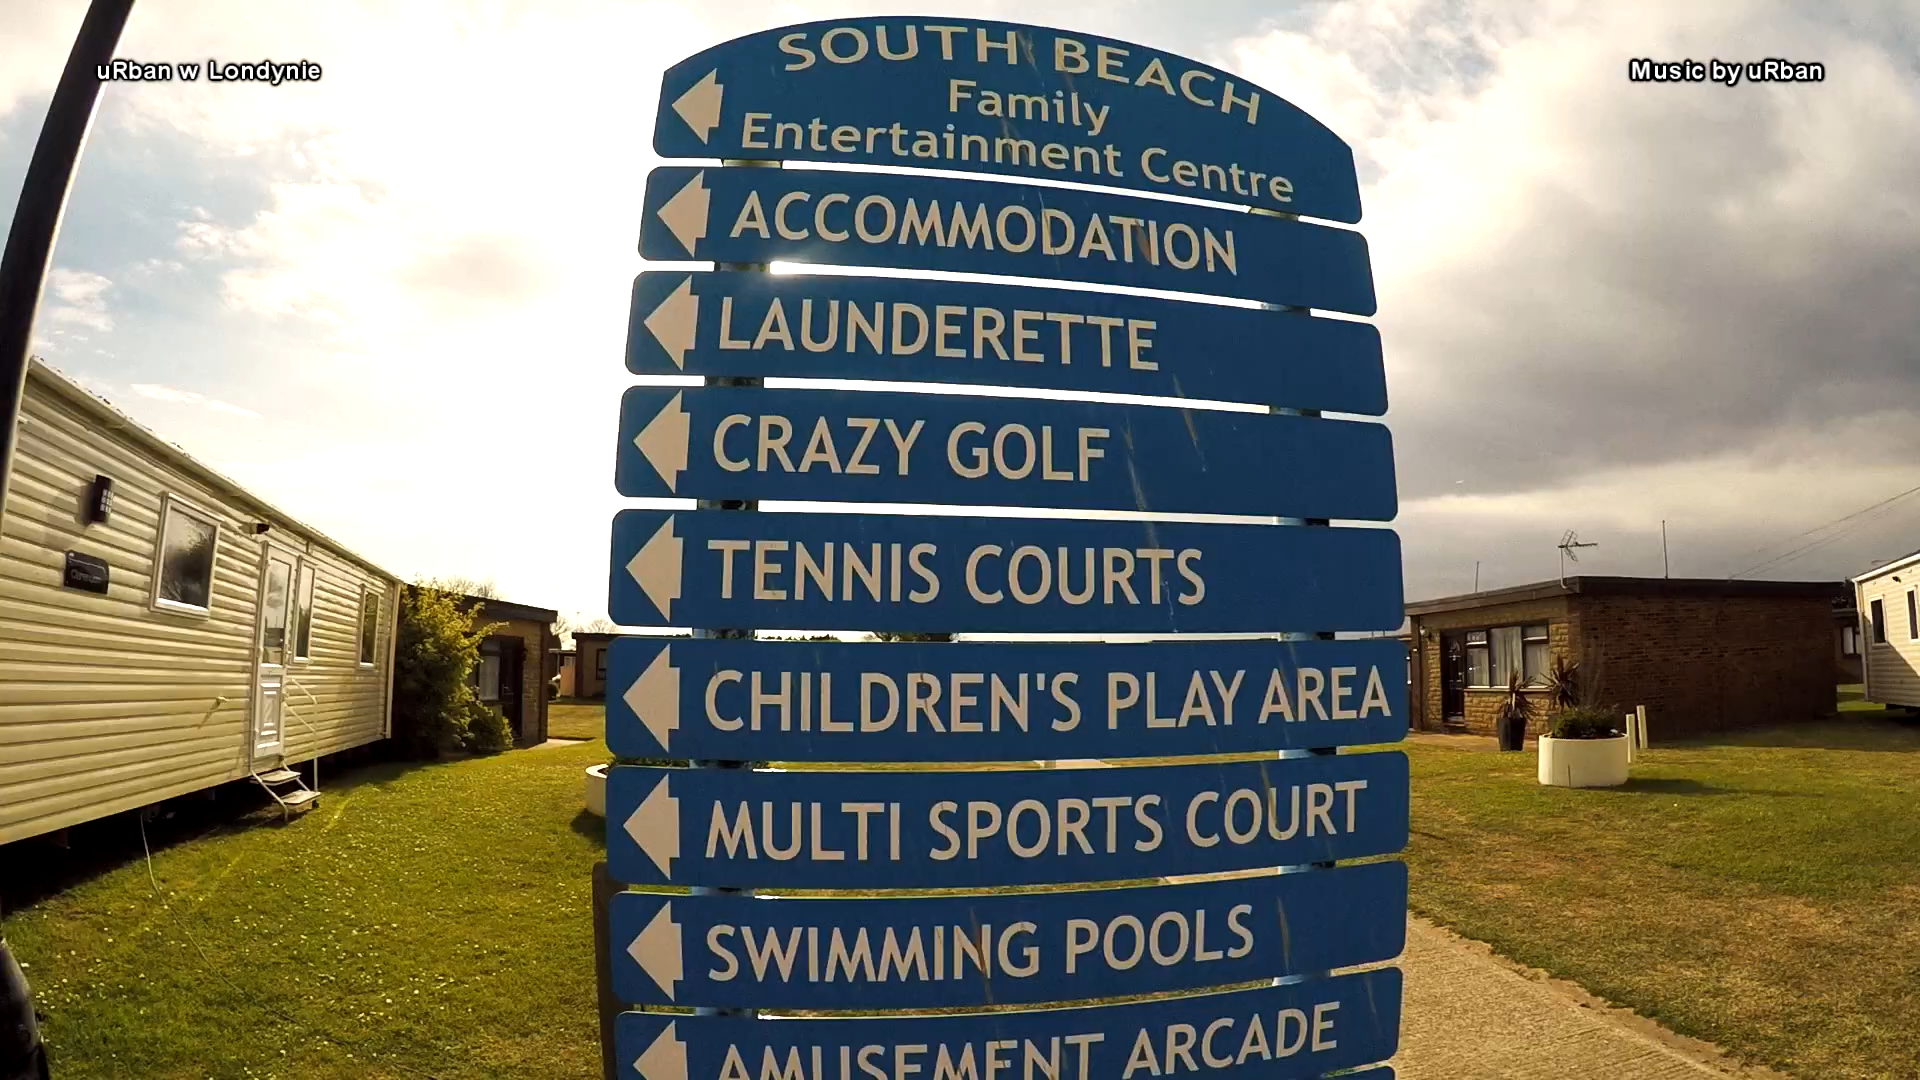 uRban w Londynie
Music by uRban
SOUTH BEACH
Family
Entertainment Centre
ACCOMMODATION
LAUNDERETTE
CRAZY GOLF
TENNIS COURTS
CHILDREN'S PLAY AREA
MULTI SPORTS COURT
SWIMMING POOLS
AMUSEMENT ARCADE